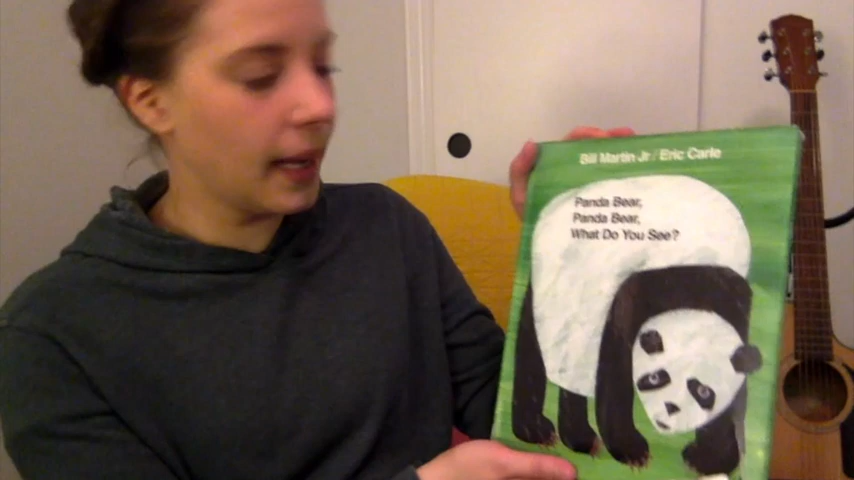 Bill Martin Jr / Eric Carle
Panda Bear,
Panda Bear,
What Do You See?